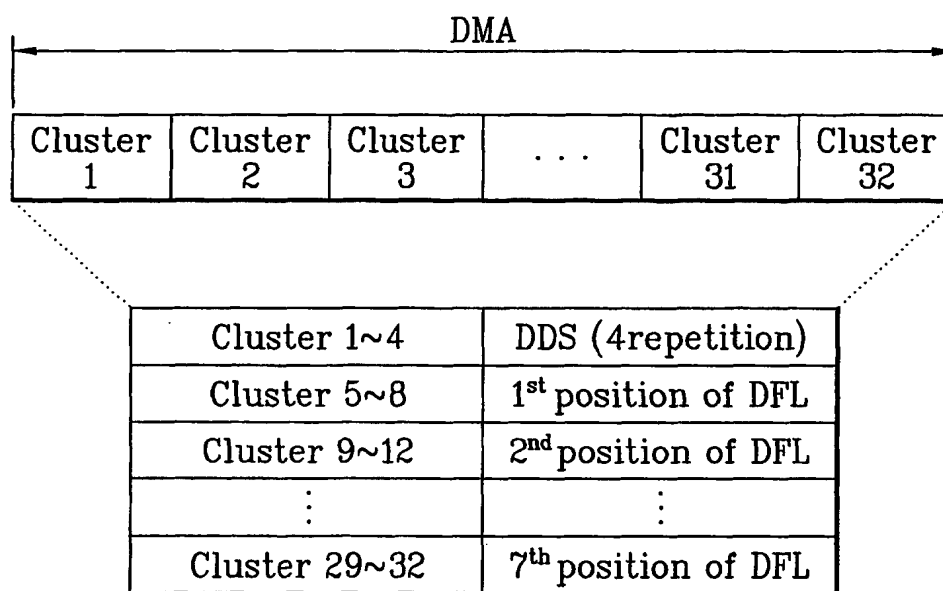 DMA
Cluster 1 Cluster 2 Cluster 3 ... Cluster 31 Cluster 32
Cluster 1~4 DDS (4repetition)
Cluster 5~8 1st position of DFL
Cluster 9~12 2nd position of DFL
⋮ ⋮
Cluster 29~32 7th position of DFL